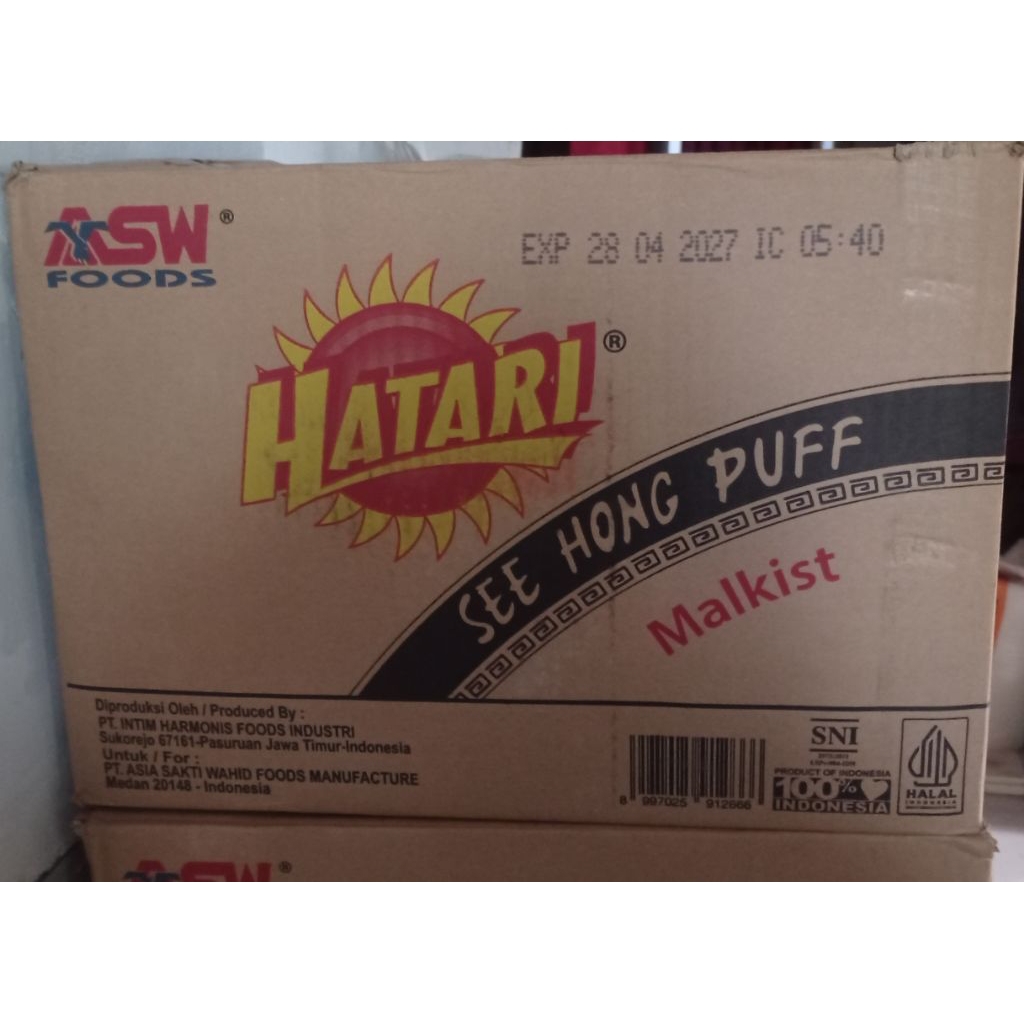 ASW ®
FOODS
EXP 28 04 2027 IC 05:40
HATARI ®
SEE HONG PUFF
Malkist
Diproduksi Oleh / Produced By :
PT. INTIM HARMONIS FOODS INDUSTRI
Sukorejo 67161-Pasuruan Jawa Timur-Indonesia
Untuk / For :
PT. ASIA SAKTI WAHID FOODS MANUFACTURE
Medan 20148 - Indonesia
8 997025 912666
SNI
PRODUCT OF INDONESIA
100%
INDONESIA
HALAL
INDONESIA
ASW ®